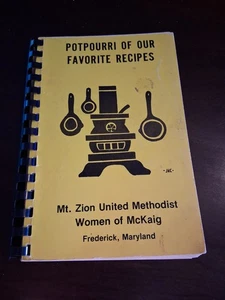 POTPOURRI OF OUR
FAVORITE RECIPES
Mt. Zion United Methodist
Women of McKaig
Frederick, Maryland